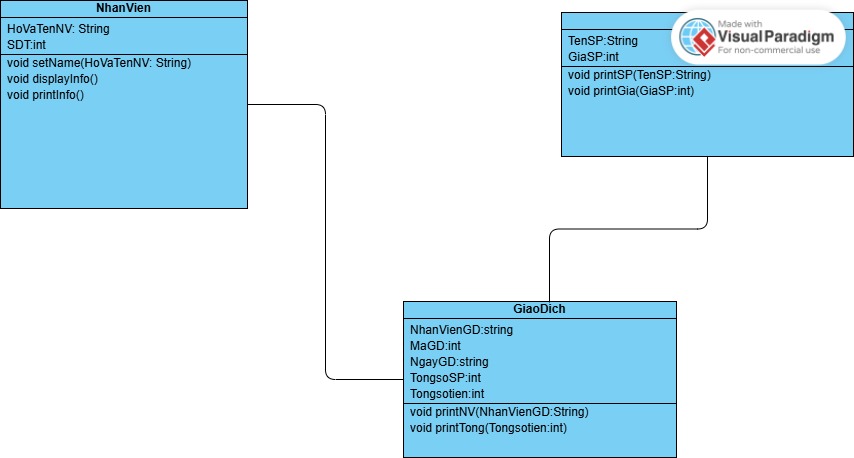 NhanVien
HoVaTenNV: String
SDT:int
void setName(HoVaTenNV: String)
void displayInfo()
void printInfo()
Made with
VisualParadigm
For non-commercial use
TenSP:String
GiaSP:int
void printSP(TenSP:String)
void printGia(GiaSP:int)
GiaoDich
NhanVienGD:string
MaGD:int
NgayGD:string
TongsoSP:int
Tongsotien:int
void printNV(NhanVienGD:String)
void printTong(Tongsotien:int)